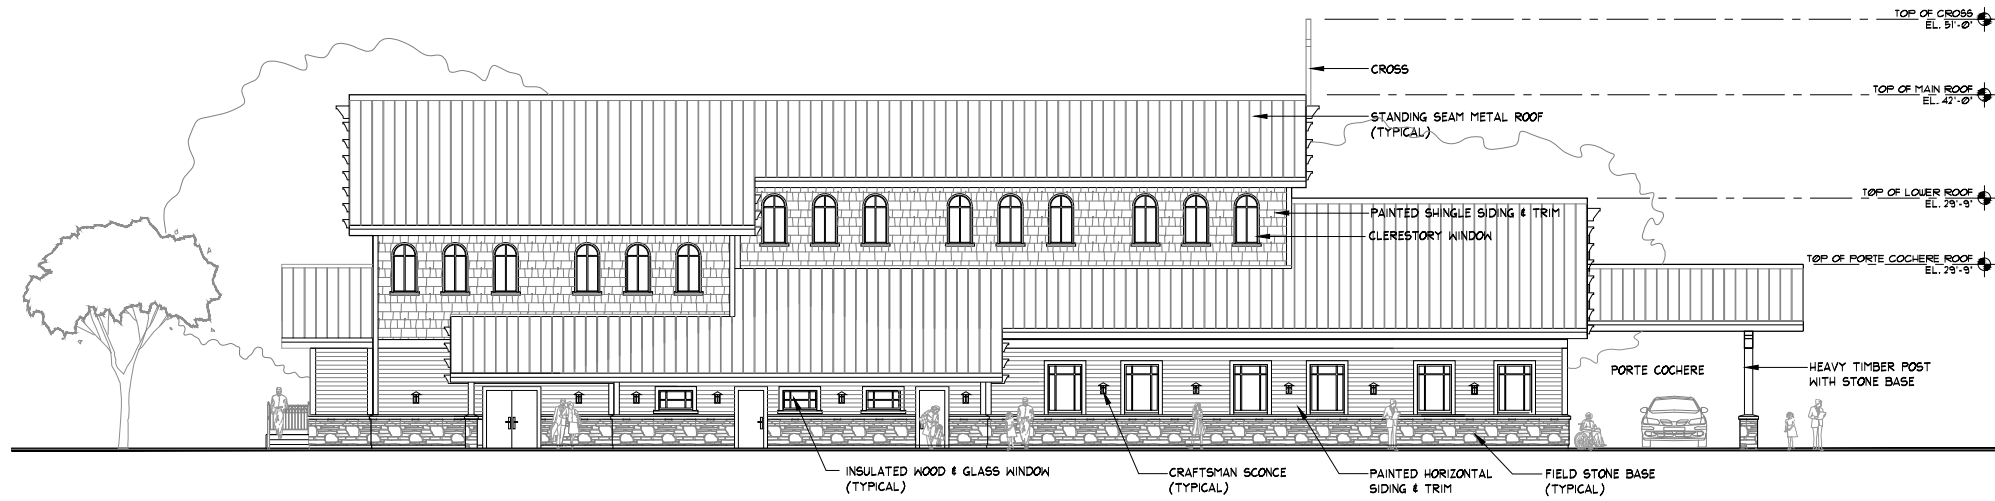 TOP OF CROSS
EL. 51'-0"
CROSS
TOP OF MAIN ROOF
EL. 42'-0"
STANDING SEAM METAL ROOF
(TYPICAL)
TOP OF LOWER ROOF
EL. 29'-9"
PAINTED SHINGLE SIDING & TRIM
CLERESTORY WINDOW
TOP OF PORTE COCHERE ROOF
EL. 29'-9"
PORTE COCHERE
HEAVY TIMBER POST
WITH STONE BASE
INSULATED WOOD & GLASS WINDOW
(TYPICAL)
CRAFTSMAN SCONCE
(TYPICAL)
PAINTED HORIZONTAL
SIDING & TRIM
FIELD STONE BASE
(TYPICAL)